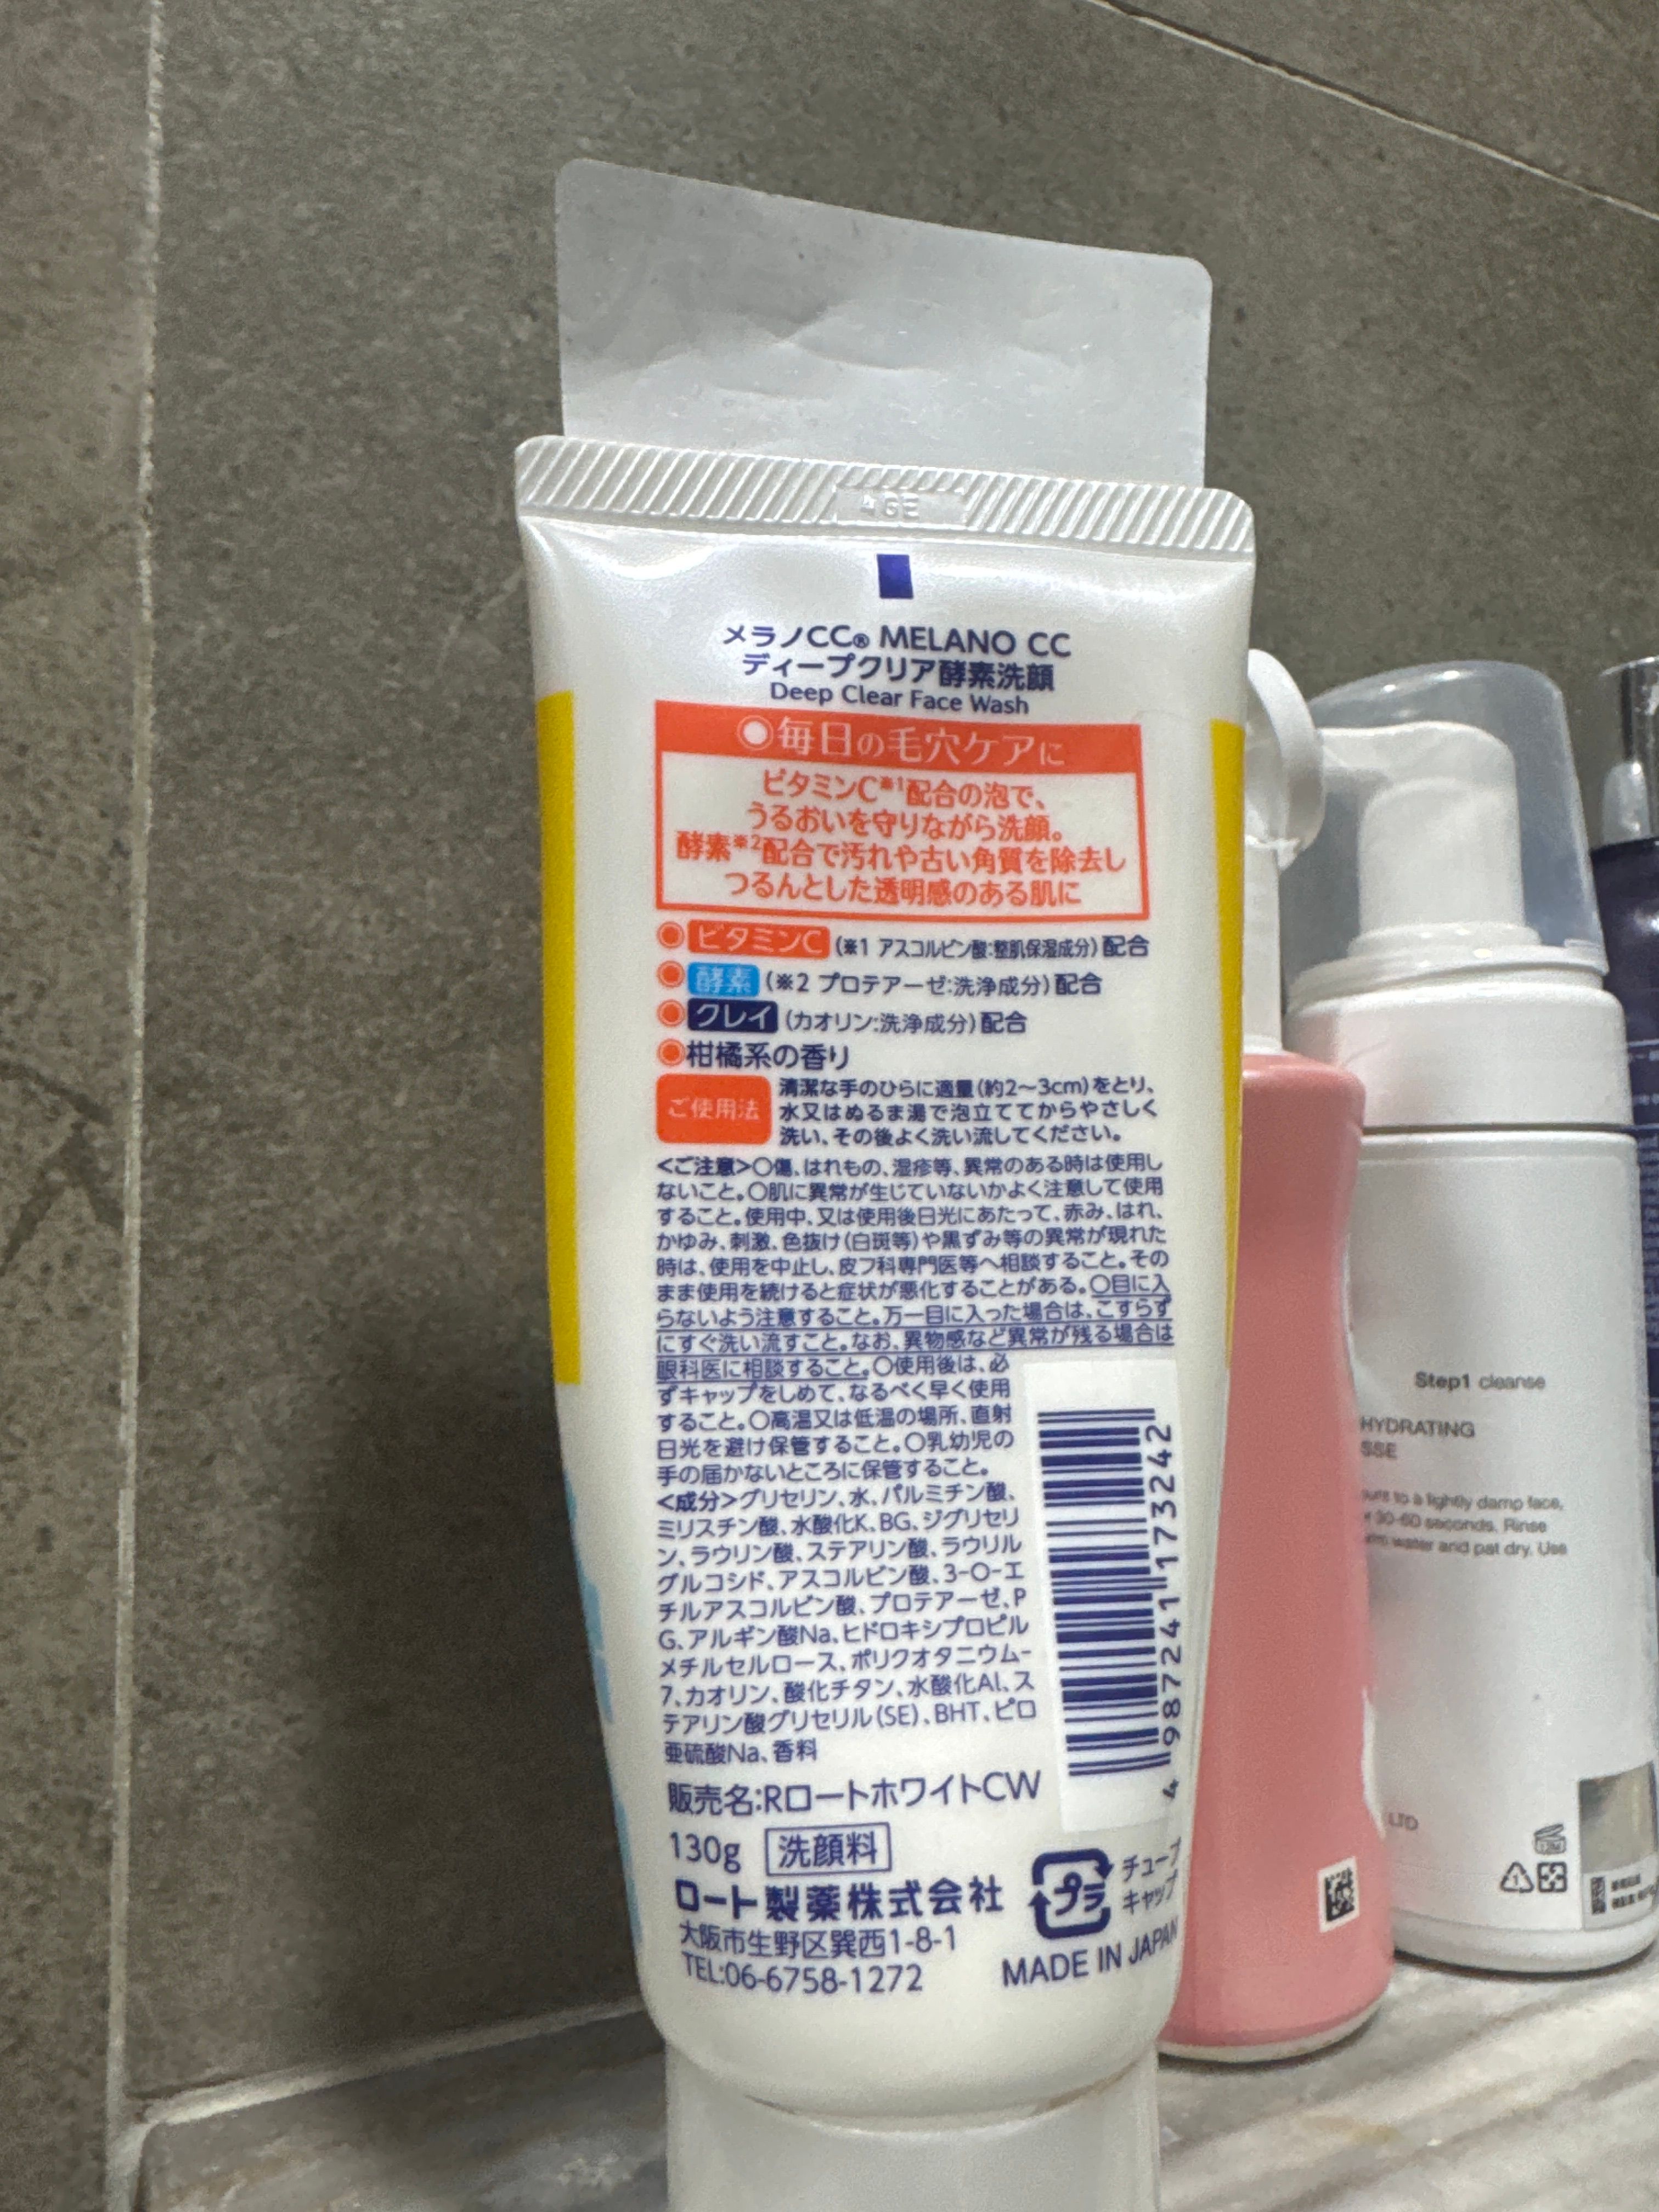 メラノCC® MELANO CC
ディープクリア酵素洗顔
Deep Clear Face Wash
◉毎日の毛穴ケアに
ビタミンC※1配合の泡で、
うるおいを守りながら洗顔。
酵素※2配合で汚れや古い角質を除去し
つるんとした透明感のある肌に
◉ビタミンC(※1 アスコルビン酸:整肌保湿成分)配合
◉酵素(※2 プロテアーゼ:洗浄成分)配合
◉クレイ(カオリン:洗浄成分)配合
◉柑橘系の香り
ご使用法
清潔な手のひらに適量(約2～3cm)をとり、
水又はぬるま湯で泡立ててからやさしく
洗い、その後よく洗い流してください。
<ご注意>○傷、はれもの、湿疹等、異常のある時は使用し
ないこと。○肌に異常が生じていないかよく注意して使用
すること。使用中、又は使用後日光にあたって、赤み、はれ、
かゆみ、刺激、色抜け(白斑等)や黒ずみ等の異常が現れた
時は、使用を中止し、皮フ科専門医等へ相談すること。その
まま使用を続けると症状が悪化することがある。○目に入
らないよう注意すること。万一目に入った場合は、こすらず
にすぐ洗い流すこと。なお、異物感など異常が残る場合は
眼科医に相談すること。○使用後は、必
ずキャップをしめて、なるべく早く使用
すること。○高温又は低温の場所、直射
日光を避け保管すること。○乳幼児の
手の届かないところに保管すること。
<成分>グリセリン、水、パルミチン酸、
ミリスチン酸、水酸化K、BG、ジグリセリ
ン、ラウリン酸、ステアリン酸、ラウリル
グルコシド、アスコルビン酸、3-O-エ
チルアスコルビン酸、プロテアーゼ、P
G、アルギン酸Na、ヒドロキシプロピル
メチルセルロース、ポリクオタニウム-
7、カオリン、酸化チタン、水酸化Al、ス
テアリン酸グリセリル(SE)、BHT、ピロ
亜硫酸Na、香料
4 987241 173242
販売名:RロートホワイトCW
130g 洗顔料
ロート製薬株式会社
大阪市生野区巽西1-8-1
TEL:06-6758-1272
プラ
チューブ
キャップ
MADE IN JAPAN
Step1 cleanse
HYDRATING
to a lightly damp face,
30-60 seconds. Rinse
water and pat dry. Use
LTD